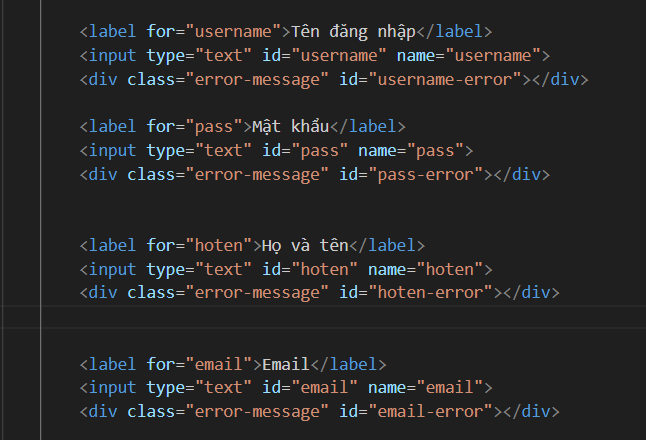 <label for="username">Tên đăng nhập</label>
<input type="text" id="username" name="username">
<div class="error-message" id="username-error"></div>
<label for="pass">Mật khẩu</label>
<input type="text" id="pass" name="pass">
<div class="error-message" id="pass-error"></div>
<label for="hoten">Họ và tên</label>
<input type="text" id="hoten" name="hoten">
<div class="error-message" id="hoten-error"></div>
<label for="email">Email</label>
<input type="text" id="email" name="email">
<div class="error-message" id="email-error"></div>